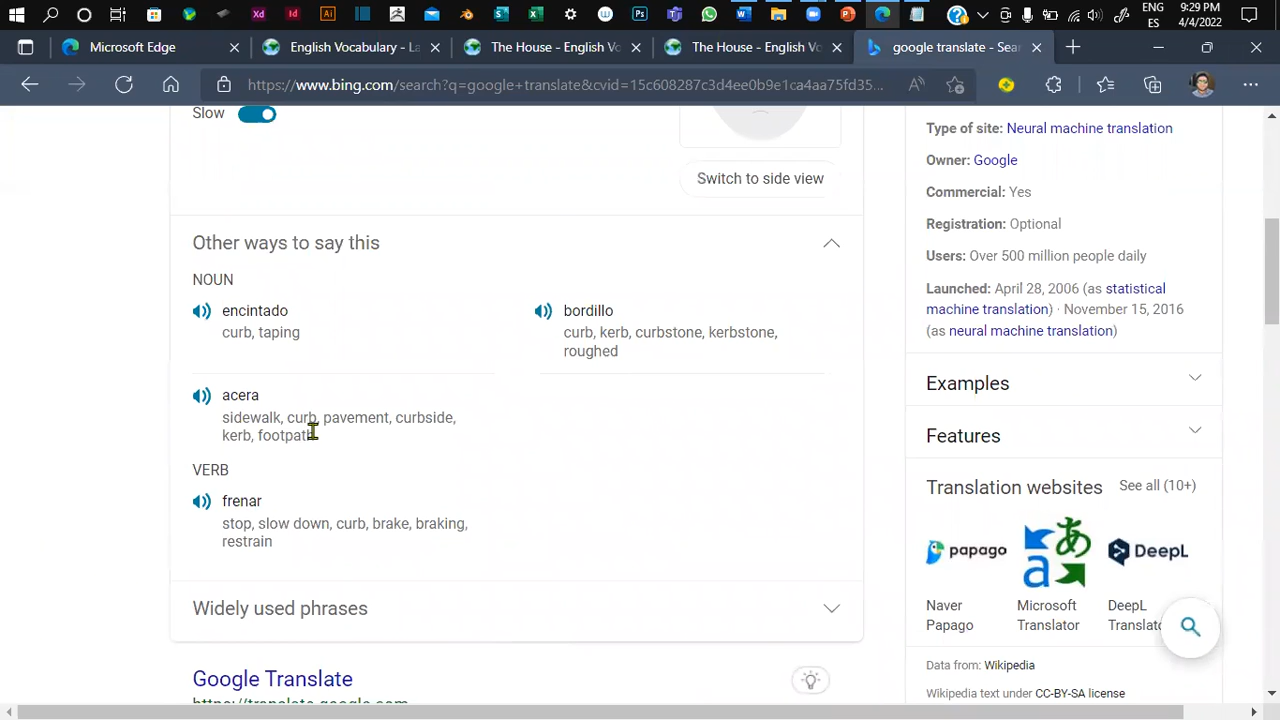 ENG
ES
9:29 PM
4/4/2022
Microsoft Edge
English Vocabulary - La
The House - English Vo
The House - English Vo
google translate - Sear
https://www.bing.com/search?q=google+translate&cvid=15c608287c3d4ee0b9e1ca4aa75fd35...
Slow
Switch to side view
Other ways to say this
NOUN
encintado
curb, taping
bordillo
curb, kerb, curbstone, kerbstone,
roughed
acera
sidewalk, curb, pavement, curbside,
kerb, footpath
VERB
frenar
stop, slow down, curb, brake, braking,
restrain
Widely used phrases
Google Translate
https://translate.google.com
Type of site: Neural machine translation
Owner: Google
Commercial: Yes
Registration: Optional
Users: Over 500 million people daily
Launched: April 28, 2006 (as statistical
machine translation) · November 15, 2016
(as neural machine translation)
Examples
Features
Translation websites See all (10+)
papago
DeepL
Naver
Papago
Microsoft
Translator
DeepL
Translato
Data from: Wikipedia
Wikipedia text under CC-BY-SA license